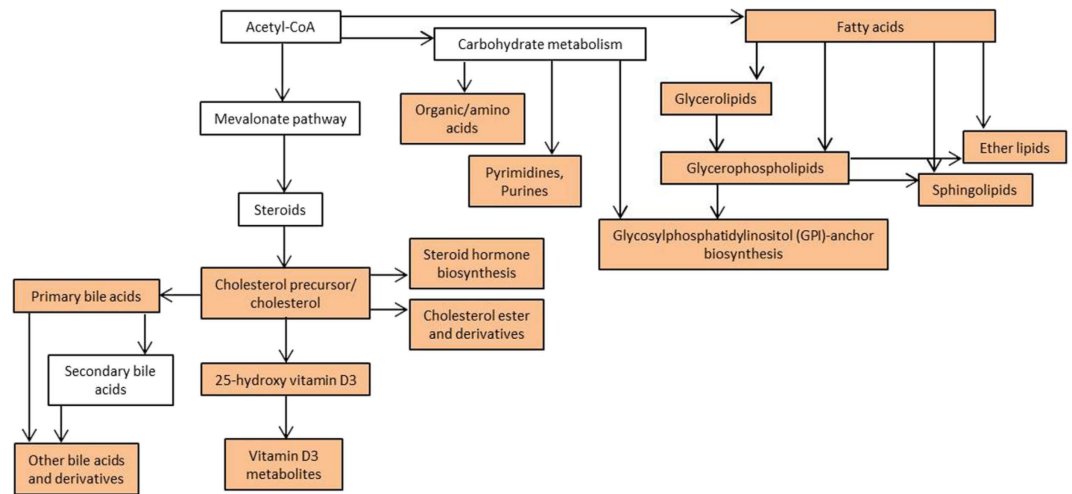 Acetyl-CoA
Fatty acids
Carbohydrate metabolism
Glycerolipids
Organic/amino
acids
Mevalonate pathway
Ether lipids
Glycerophospholipids
Pyrimidines,
Purines
Sphingolipids
Steroids
Glycosylphosphatidylinositol (GPI)-anchor
biosynthesis
Steroid hormone
biosynthesis
Primary bile acids
Cholesterol precursor/
cholesterol
Cholesterol ester
and derivatives
Secondary bile
acids
25-hydroxy vitamin D3
Other bile acids
and derivatives
Vitamin D3
metabolites